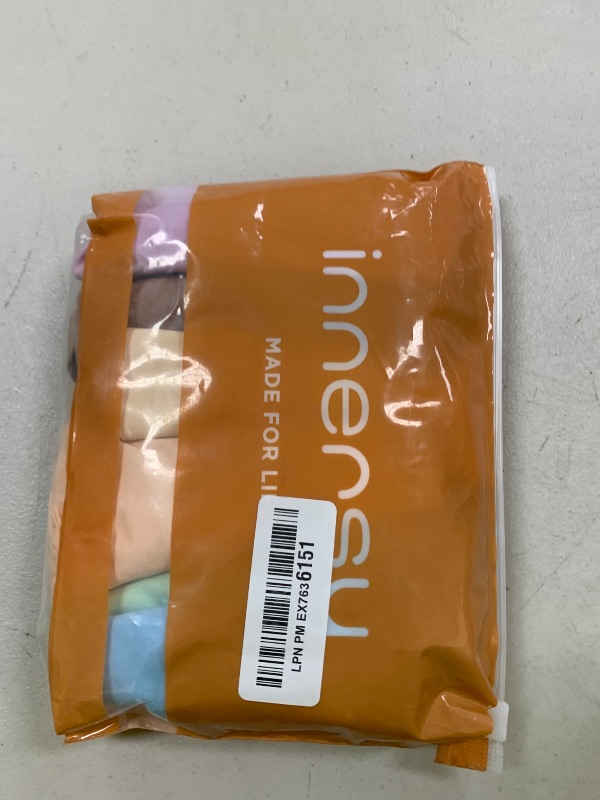 innersy
MADE FOR LI
LPN PM EX7636151